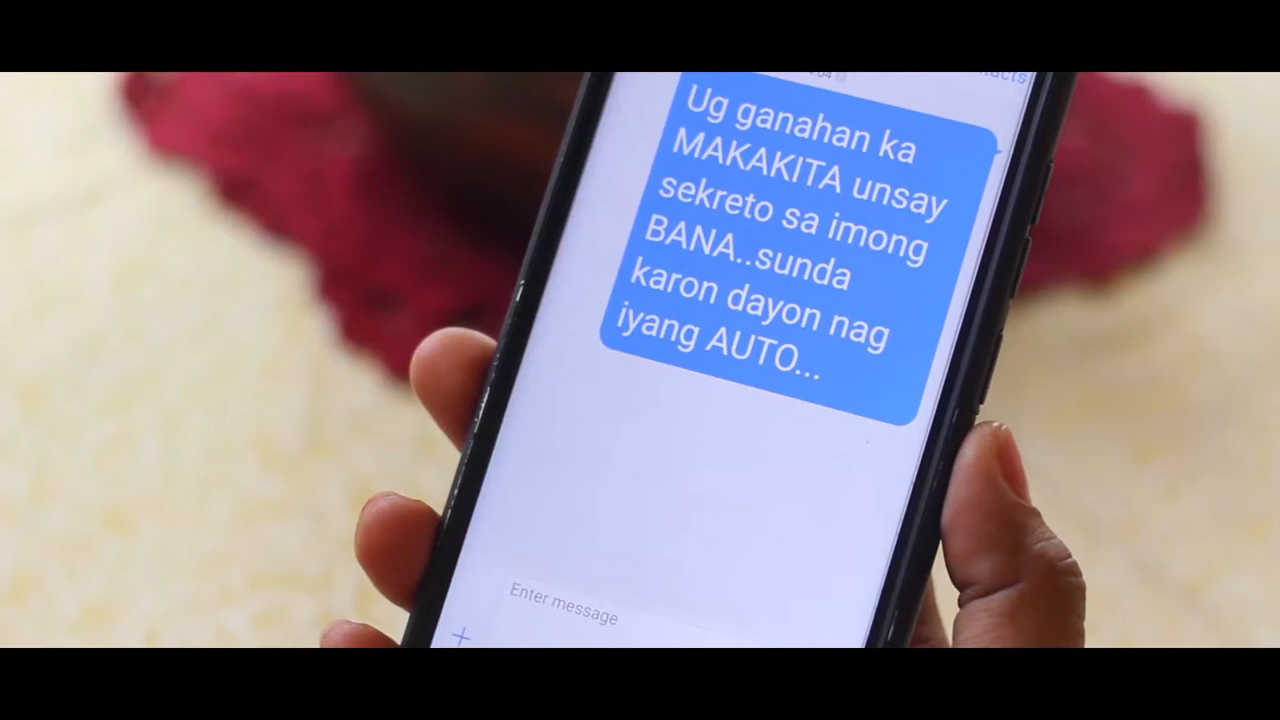 Ug ganahan ka
MAKAKITA unsay
sekreto sa imong
BANA..sunda
karon dayon nag
iyang AUTO...
Enter message